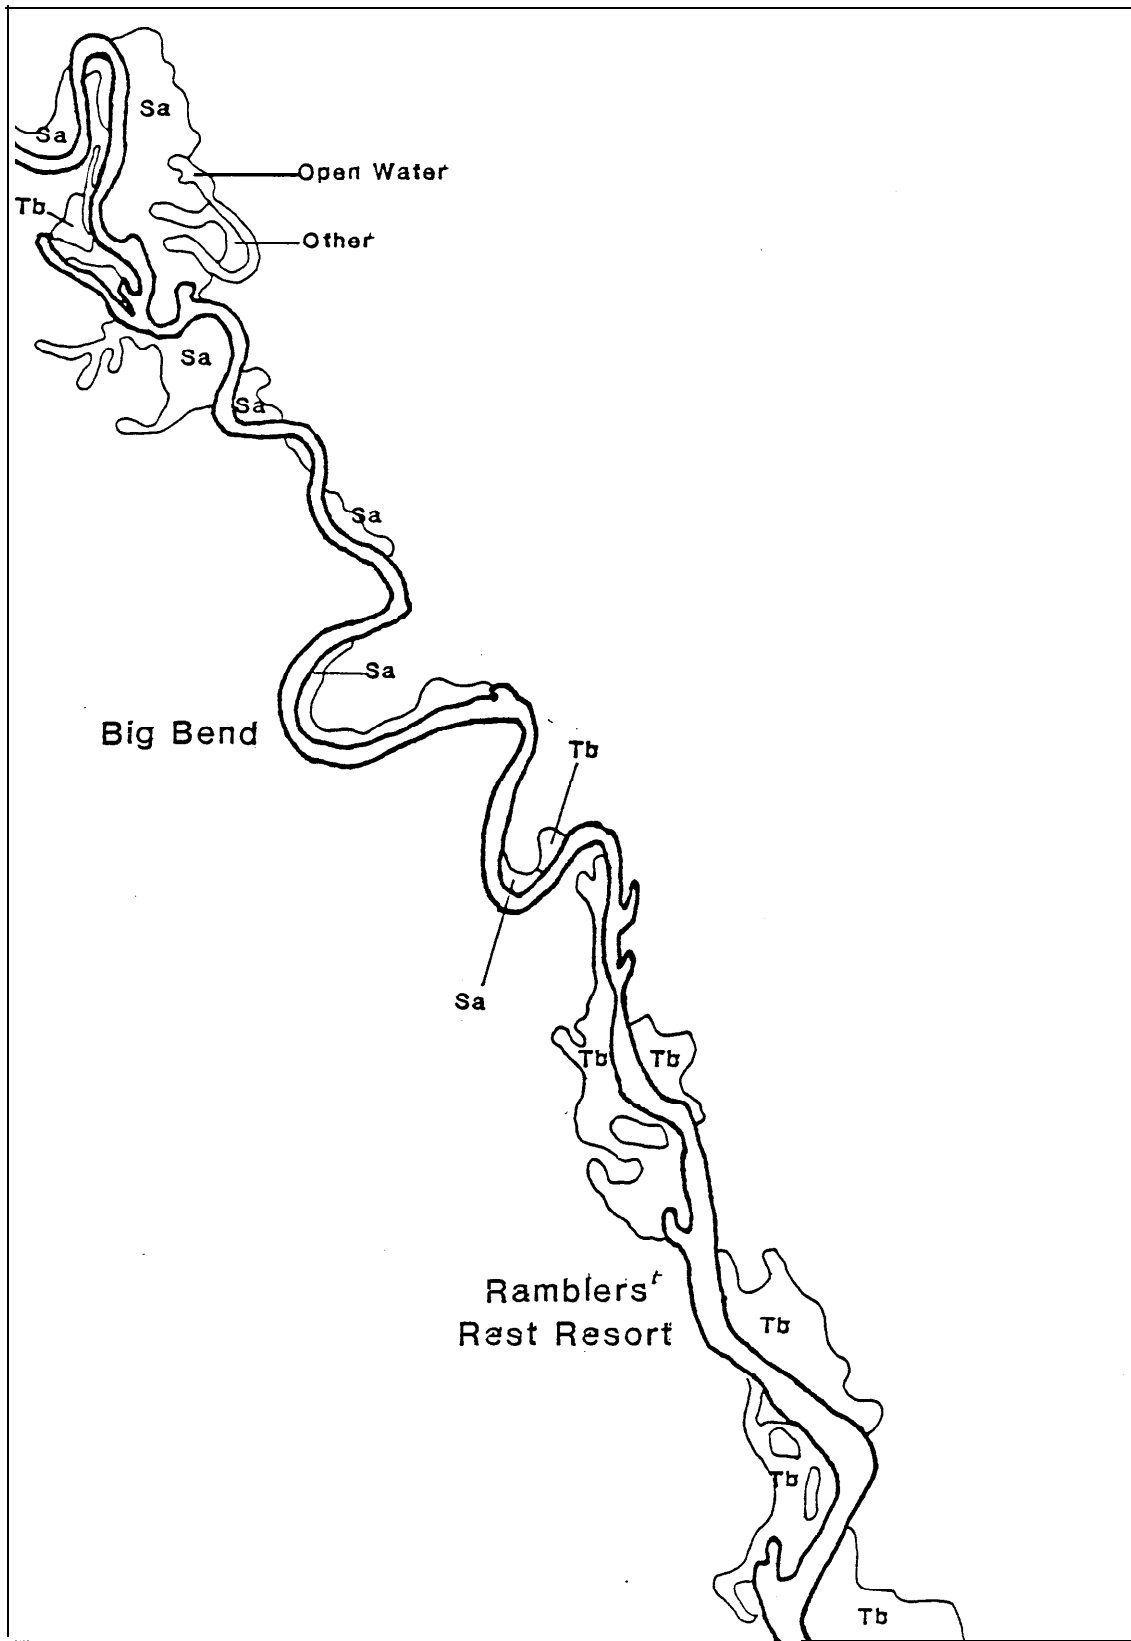 Sa
Sa
Open Water
Tb
Other
Sa
Sa
Sa
Sa
Big Bend
Tb
Sa
Tb
Tb
Ramblers'
Rest Resort
Tb
Tb
Tb